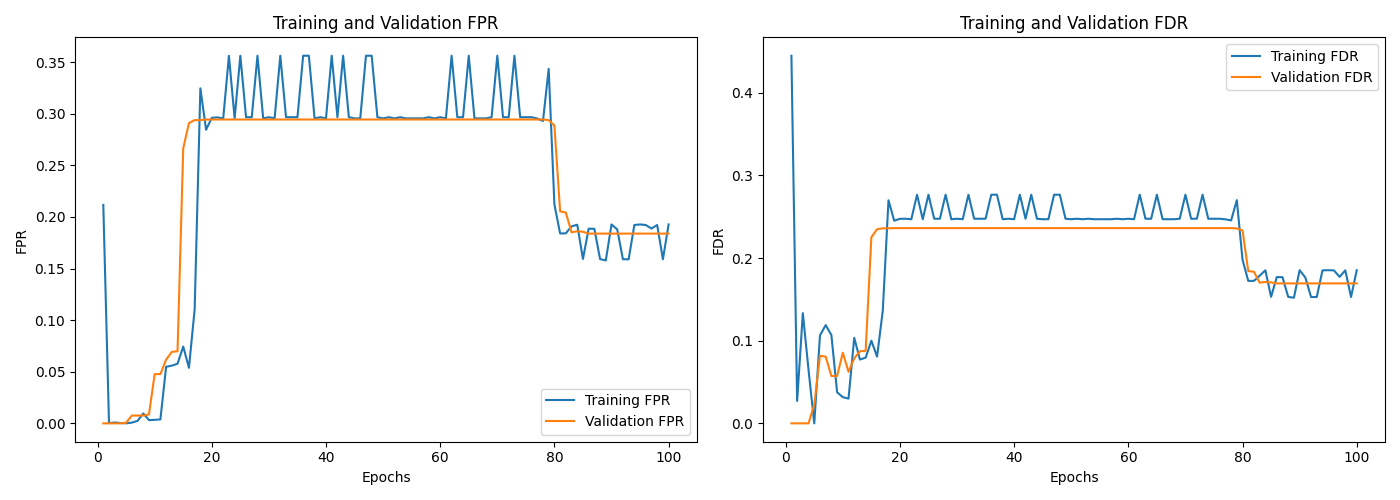 Training and Validation FPR
FPR
0.35
0.30
0.25
0.20
0.15
0.10
0.05
0.00
Training FPR
Validation FPR
0
20
40
60
80
100
Epochs
Training and Validation FDR
FDR
0.4
0.3
0.2
0.1
0.0
Training FDR
Validation FDR
0
20
40
60
80
100
Epochs